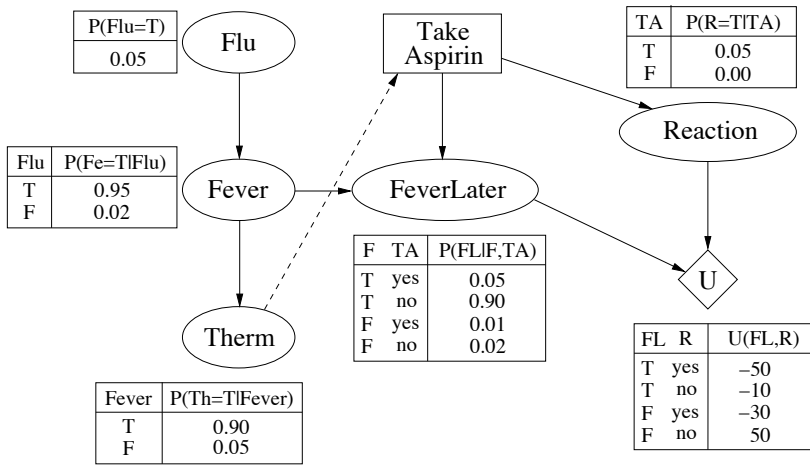 P(Flu=T)
0.05
Flu
Take
Aspirin
TA P(R=T|TA)
T 0.05
F 0.00
Reaction
Flu P(Fe=T|Flu)
T 0.95
F 0.02
Fever
FeverLater
F TA P(FL|F,TA)
T yes 0.05
T no 0.90
F yes 0.01
F no 0.02
U
Therm
FL R U(FL,R)
T yes –50
T no –10
F yes –30
F no 50
Fever P(Th=T|Fever)
T 0.90
F 0.05